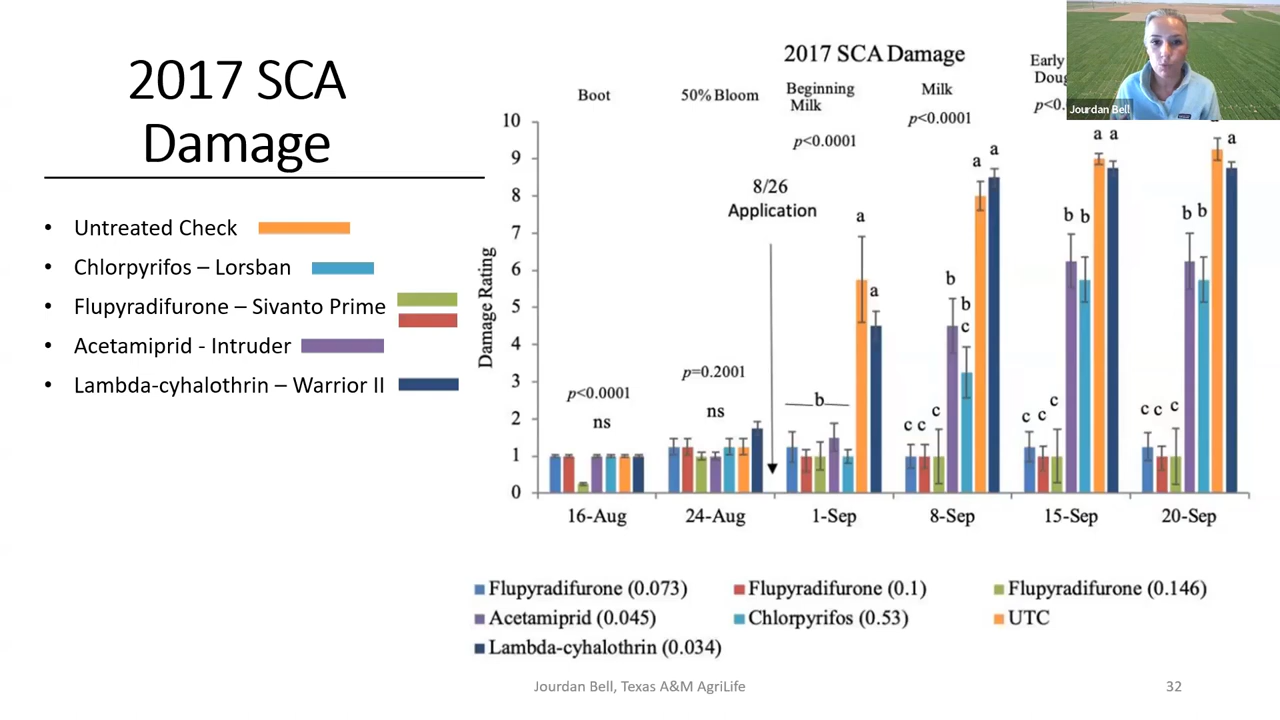 2017 SCA
Damage
• Untreated Check
• Chlorpyrifos – Lorsban
• Flupyradifurone – Sivanto Prime
• Acetamiprid - Intruder
• Lambda-cyhalothrin – Warrior II
2017 SCA Damage
Boot
50% Bloom
Beginning
Milk
Milk
Early
p<0.0001
p<0.0001
8/26
Application
p<0.0001
ns
p=0.2001
ns
Damage Rating
10
9
8
7
6
5
4
3
2
1
0
b
a
a
c c c
b
b
c
a
a
c c c
b b
a a
c c c
b b
a
16-Aug
24-Aug
1-Sep
8-Sep
15-Sep
20-Sep
Flupyradifurone (0.073)
Flupyradifurone (0.1)
Flupyradifurone (0.146)
Acetamiprid (0.045)
Chlorpyrifos (0.53)
UTC
Lambda-cyhalothrin (0.034)
Jourdan Bell
Jourdan Bell, Texas A&M AgriLife
32